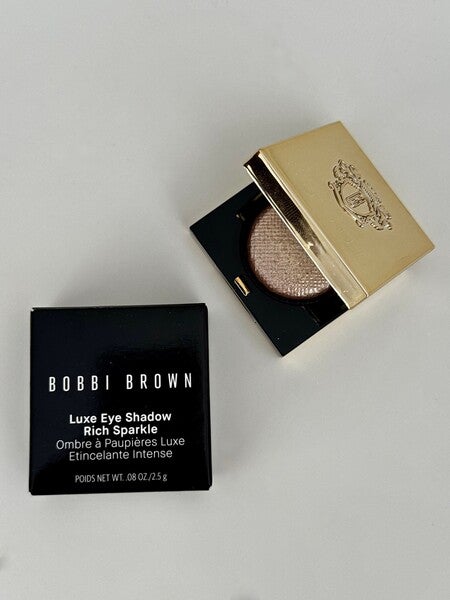 BOBBI BROWN
Luxe Eye Shadow
Rich Sparkle
Ombre à Paupières Luxe
Etincelante Intense
POIDS NET WT. .08 OZ./2.5 g